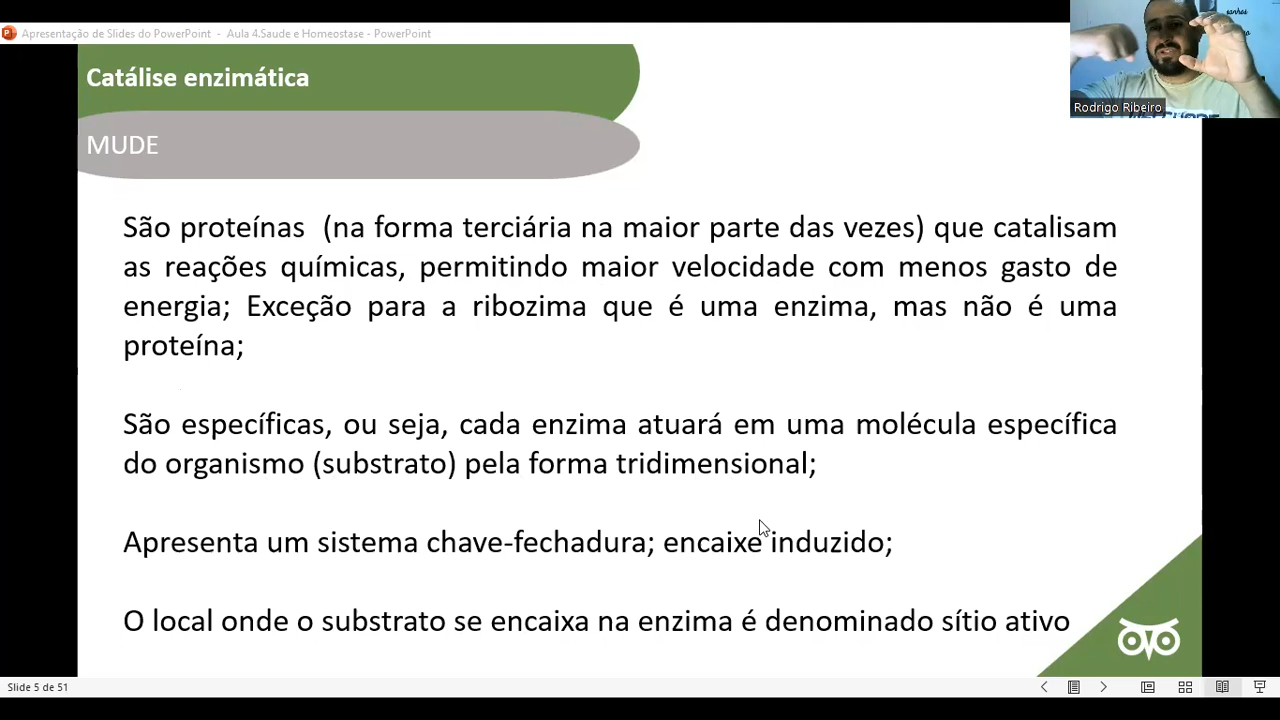 Apresentação de Slides do PowerPoint - Aula 4.Saude e Homeostase - PowerPoint
Catálise enzimática
MUDE
Rodrigo Ribeiro
São proteínas (na forma terciária na maior parte das vezes) que catalisam
as reações químicas, permitindo maior velocidade com menos gasto de
energia; Exceção para a ribozima que é uma enzima, mas não é uma
proteína;
São específicas, ou seja, cada enzima atuará em uma molécula específica
do organismo (substrato) pela forma tridimensional;
Apresenta um sistema chave-fechadura; encaixe induzido;
O local onde o substrato se encaixa na enzima é denominado sítio ativo
Slide 5 de 51